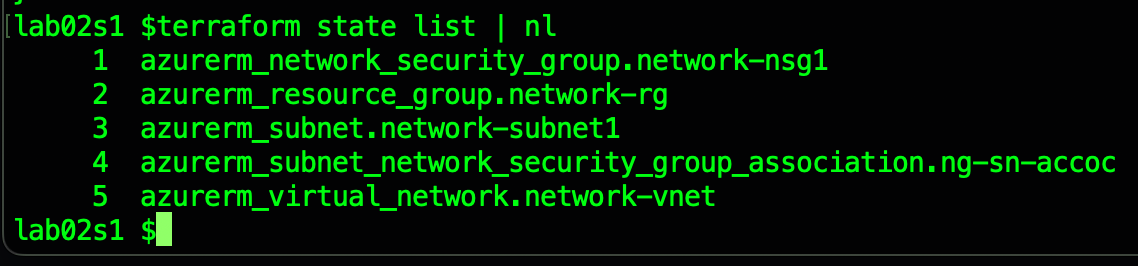 lab02s1 $terraform state list | nl
1 azurerm_network_security_group.network-nsg1
2 azurerm_resource_group.network-rg
3 azurerm_subnet.network-subnet1
4 azurerm_subnet_network_security_group_association.ng-sn-accoc
5 azurerm_virtual_network.network-vnet
lab02s1 $